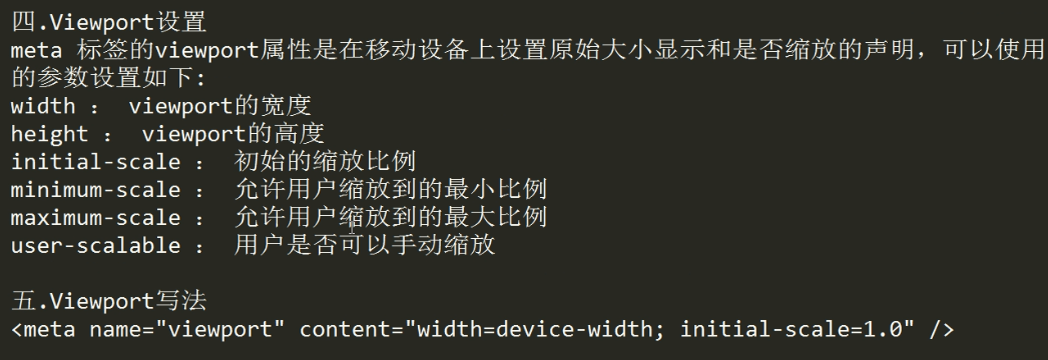 四.Viewport设置
meta 标签的viewport属性是在移动设备上设置原始大小显示和是否缩放的声明，可以使用
的参数设置如下:
width : viewport的宽度
height : viewport的高度
initial-scale : 初始的缩放比例
minimum-scale : 允许用户缩放到的最小比例
maximum-scale : 允许用户缩放到的最大比例
user-scalable : 用户是否可以手动缩放
五.Viewport写法
<meta name="viewport" content="width=device-width; initial-scale=1.0" />